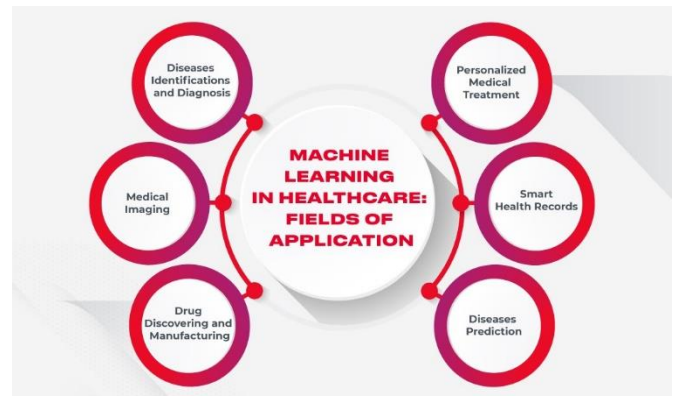 MACHINE
LEARNING
IN HEALTHCARE:
FIELDS OF
APPLICATION
Diseases
Identifications
and Diagnosis
Medical
Imaging
Drug
Discovering and
Manufacturing
Personalized
Medical
Treatment
Smart
Health Records
Diseases
Prediction